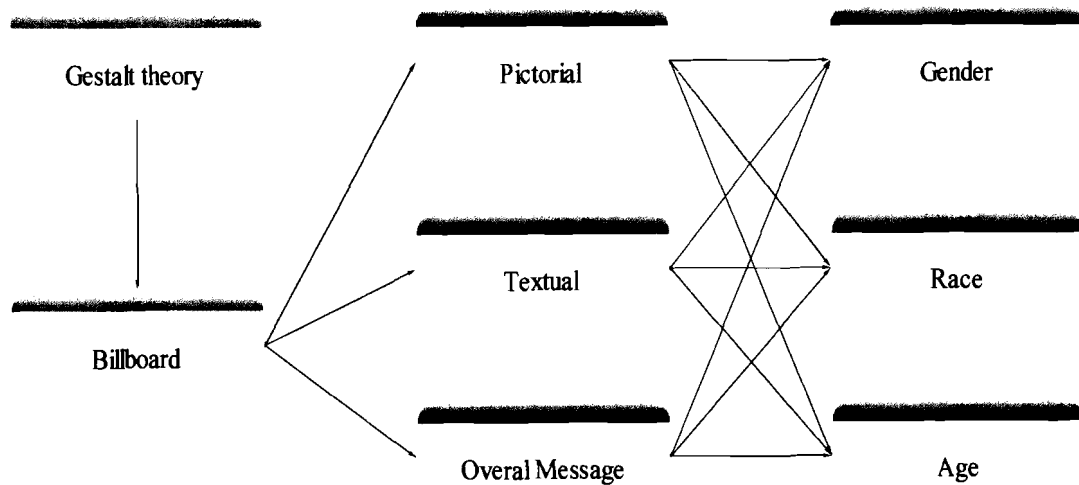 Gestalt theory
Pictorial
Gender
Textual
Race
Billboard
Overal Message
Age